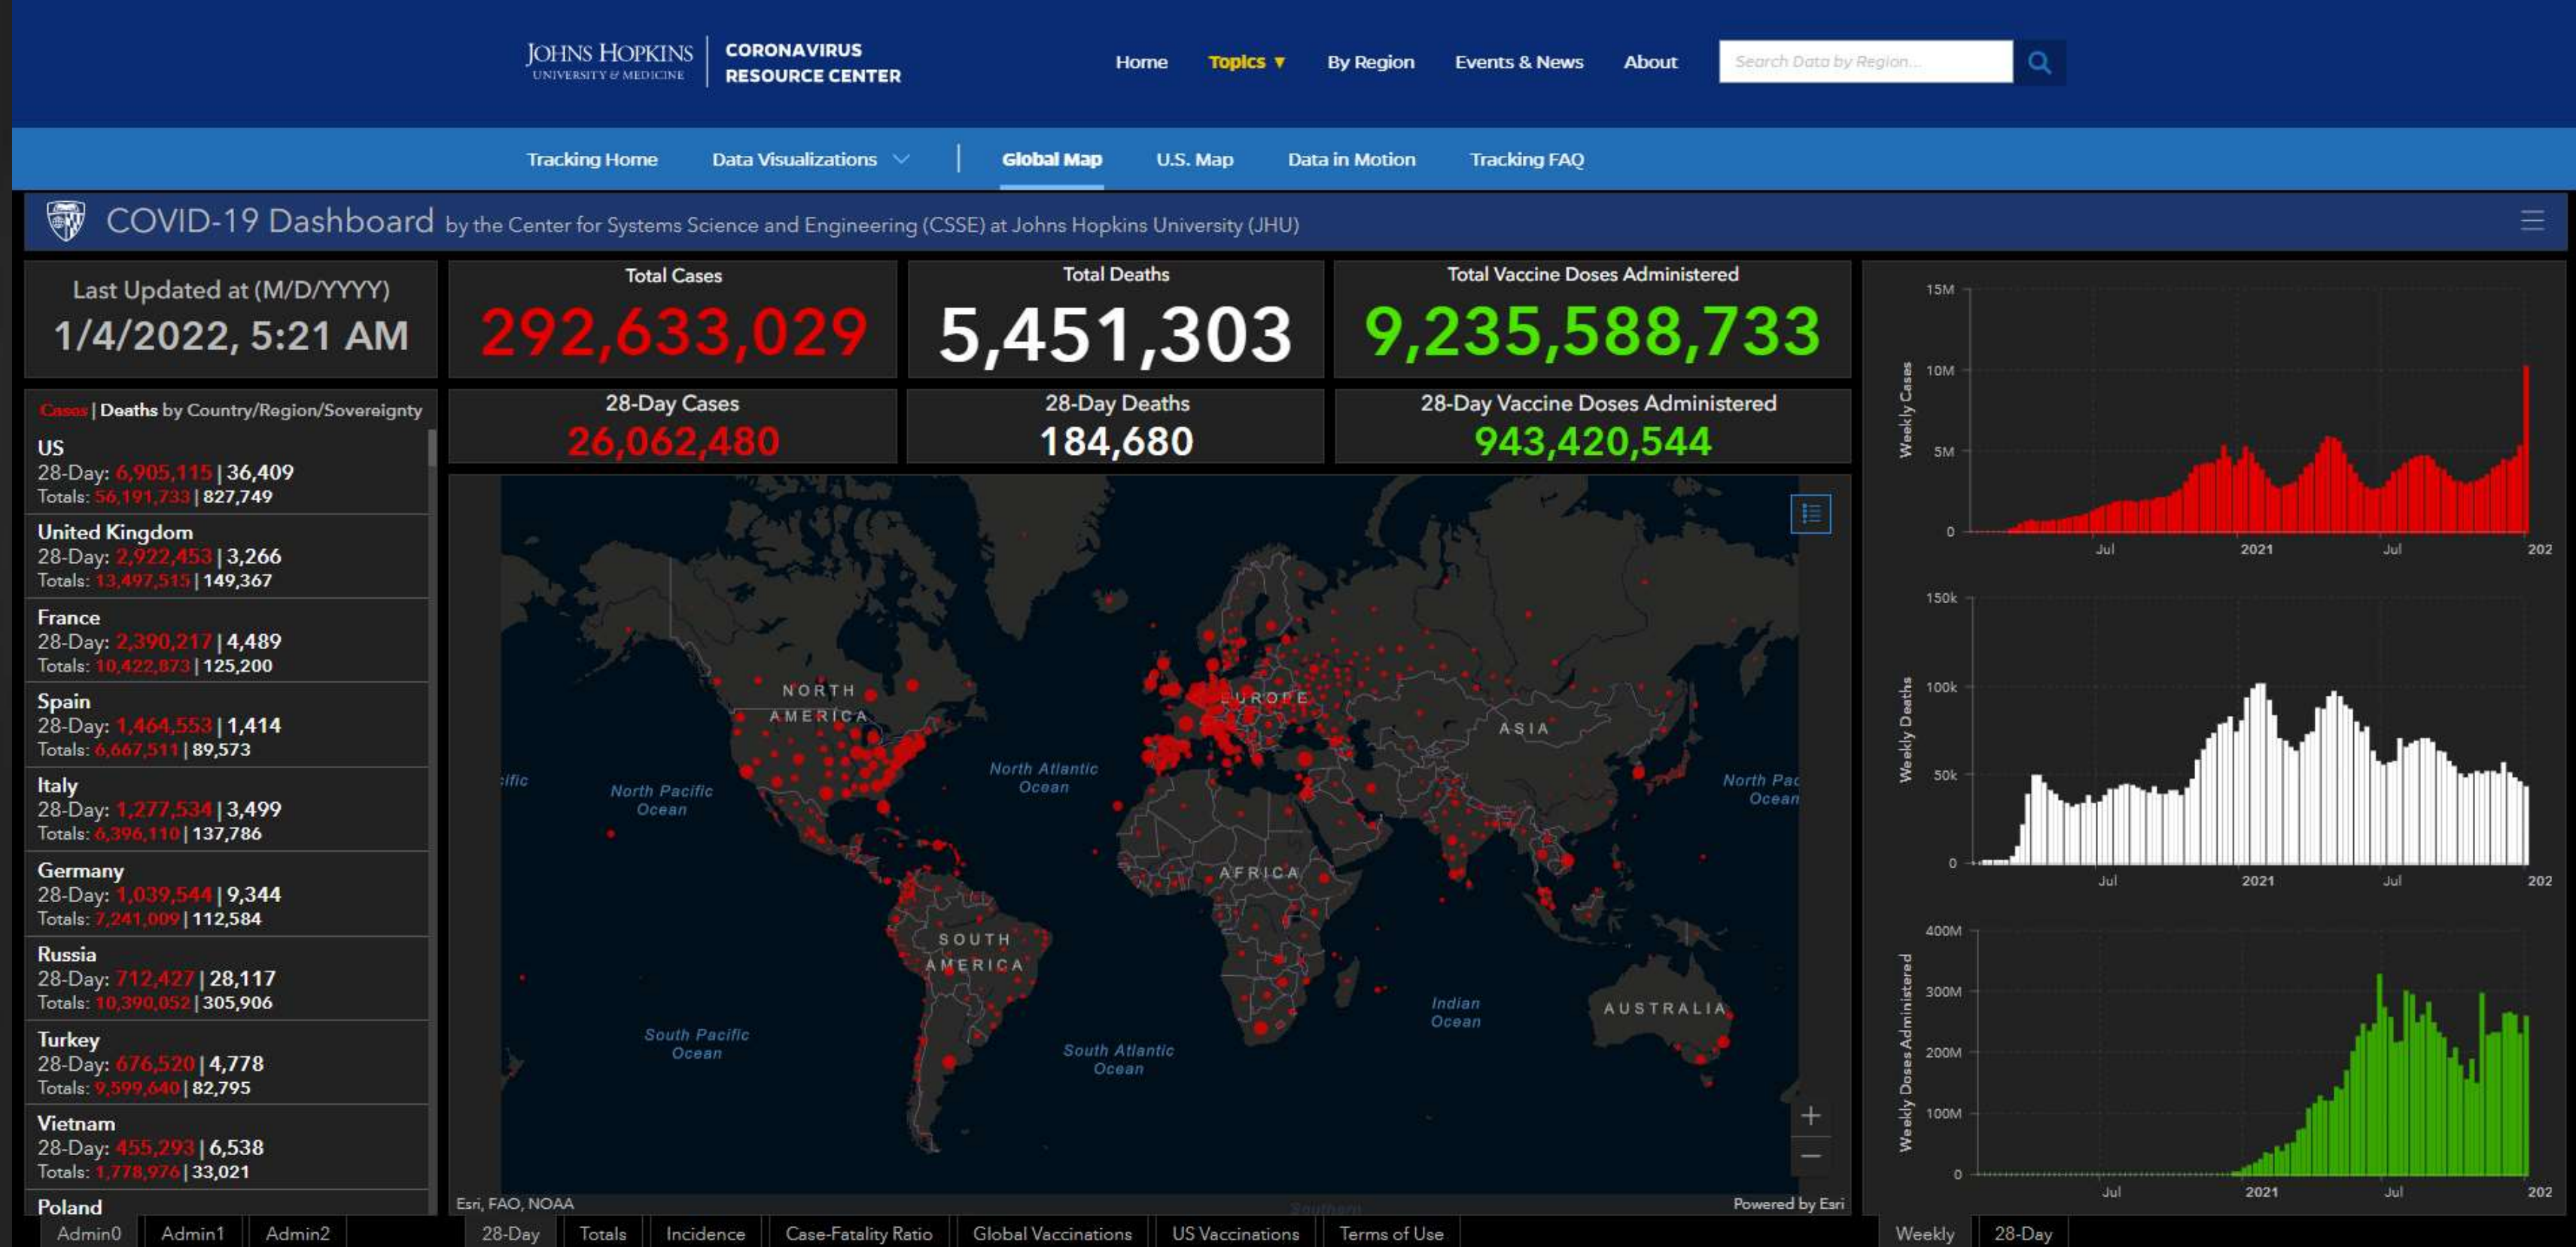 JOHNS HOPKINS
UNIVERSITY & MEDICINE
CORONAVIRUS
RESOURCE CENTER
Home
Topics ▼
By Region
Events & News
About
Search Data by Region...
Tracking Home
Data Visualizations
Global Map
U.S. Map
Data in Motion
Tracking FAQ
COVID-19 Dashboard by the Center for Systems Science and Engineering (CSSE) at Johns Hopkins University (JHU)
Last Updated at (M/D/YYYY)
1/4/2022, 5:21 AM
Total Cases
292,633,029
Total Deaths
5,451,303
Total Vaccine Doses Administered
9,235,588,733
28-Day Cases
26,062,480
28-Day Deaths
184,680
28-Day Vaccine Doses Administered
943,420,544
Cases | Deaths by Country/Region/Sovereignty
US
28-Day: 6,905,115 | 36,409
Totals: 56,191,733 | 827,749
United Kingdom
28-Day: 2,922,453 | 3,266
Totals: 13,497,515 | 149,367
France
28-Day: 2,390,217 | 4,489
Totals: 10,422,873 | 125,200
Spain
28-Day: 1,464,553 | 1,414
Totals: 6,667,511 | 89,573
Italy
28-Day: 1,277,534 | 3,499
Totals: 6,396,110 | 137,786
Germany
28-Day: 1,039,544 | 9,344
Totals: 7,241,009 | 112,584
Russia
28-Day: 712,427 | 28,117
Totals: 10,390,052 | 305,906
Turkey
28-Day: 676,520 | 4,778
Totals: 9,599,640 | 82,795
Vietnam
28-Day: 455,293 | 6,538
Totals: 1,778,976 | 33,021
Poland
Admin0
Admin1
Admin2
NORTH
AMERICA
EUROPE
ASIA
AFRICA
SOUTH
AMERICA
AUSTRALIA
ific
North Pacific
Ocean
North Atlantic
Ocean
North Pac
Ocean
South Pacific
Ocean
South Atlantic
Ocean
Indian
Ocean
Southern
Esri, FAO, NOAA
Powered by Esri
28-Day
Totals
Incidence
Case-Fatality Ratio
Global Vaccinations
US Vaccinations
Terms of Use
Weekly Cases
15M
10M
5M
0
Jul
2021
Jul
202
Weekly Deaths
150k
100k
50k
0
Jul
2021
Jul
202
Weekly Doses Administered
400M
300M
200M
100M
0
Jul
2021
Jul
202
Weekly
28-Day